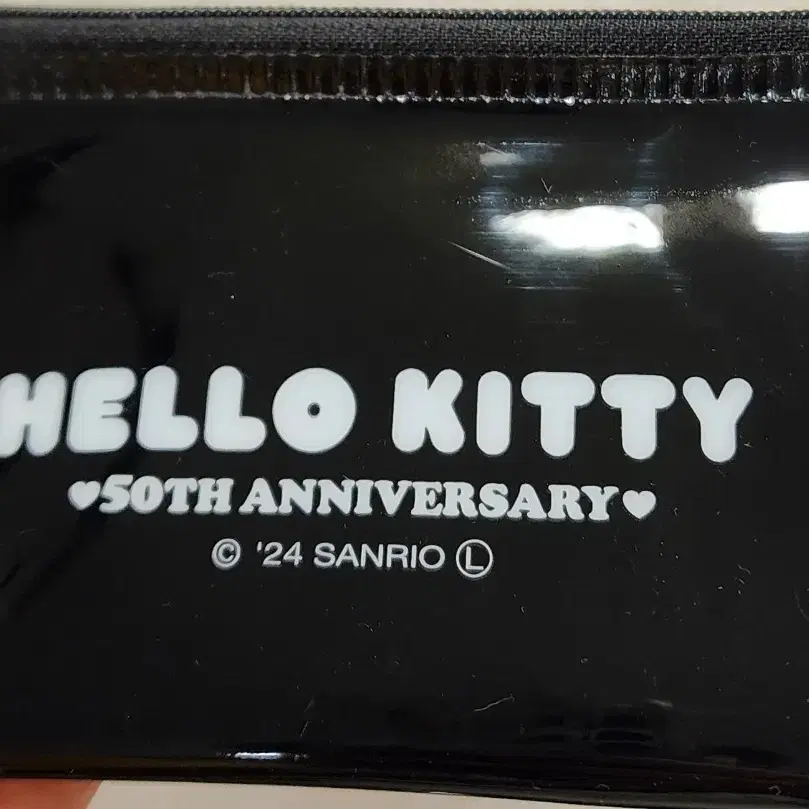 HELLO KITTY
♥50TH ANNIVERSARY♥
© '24 SANRIO Ⓛ